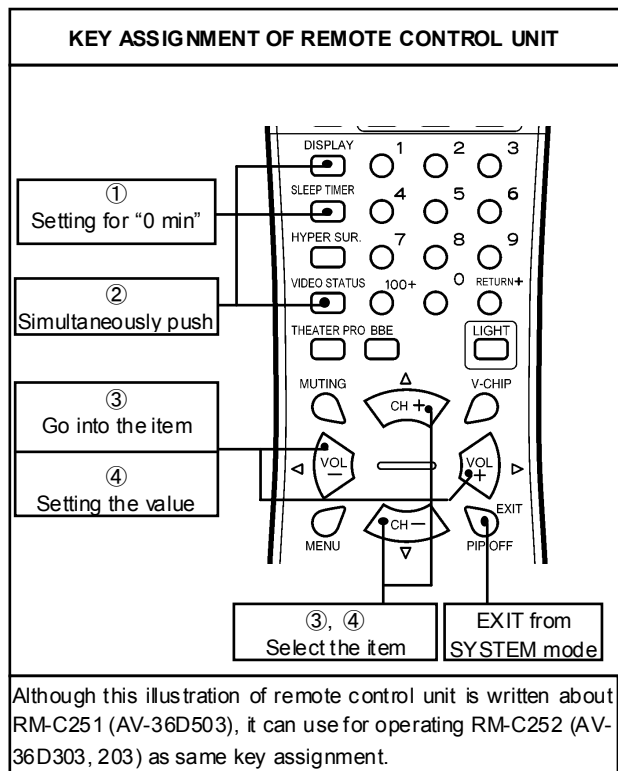 KEY ASSIGNMENT OF REMOTE CONTROL UNIT
DISPLAY 1 2 3
SLEEP TIMER 4 5 6
①
Setting for “0 min”
HYPER SUR. 7 8 9
②
Simultaneously push
VIDEO STATUS 100+ 0 RETURN+
THEATER PRO BBE LIGHT
MUTING V-CHIP
CH +
③
Go into the item
VOL −
VOL +
④
Setting the value
CH −
EXIT
MENU PIP OFF
③, ④
Select the item
EXIT from
SYSTEM mode
Although this illustration of remote control unit is written about
RM-C251 (AV-36D503), it can use for operating RM-C252 (AV-
36D303, 203) as same key assignment.